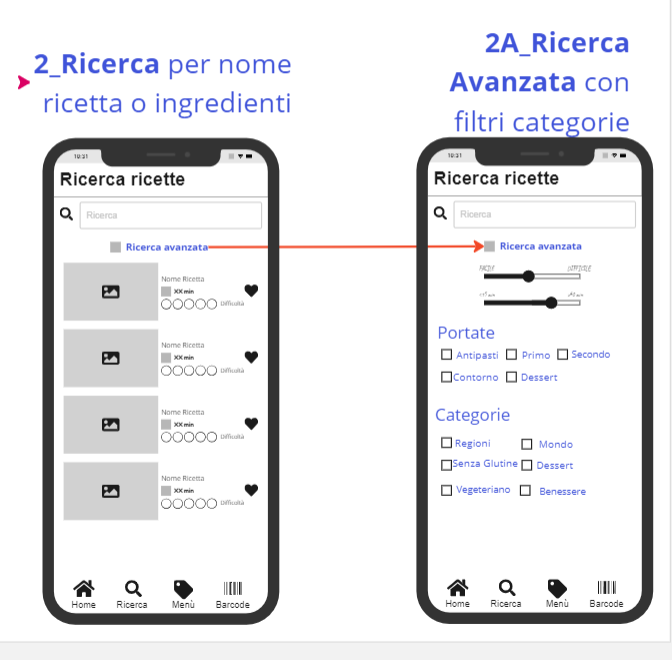 2_Ricerca per nome
ricetta o ingredienti
19:31
Ricerca ricette
Ricerca
Ricerca avanzata
Nome Ricetta
XX min
Difficoltà
Nome Ricetta
XX min
Difficoltà
Nome Ricetta
XX min
Difficoltà
Nome Ricetta
XX min
Difficoltà
Home Ricerca Menù Barcode
2A_Ricerca
Avanzata con
filtri categorie
19:31
Ricerca ricette
Ricerca
Ricerca avanzata
FACILE DIFFICILE
Portate
Antipasti Primo Secondo
Contorno Dessert
Categorie
Regioni Mondo
Senza Glutine Dessert
Vegeteriano Benessere
Home Ricerca Menù Barcode